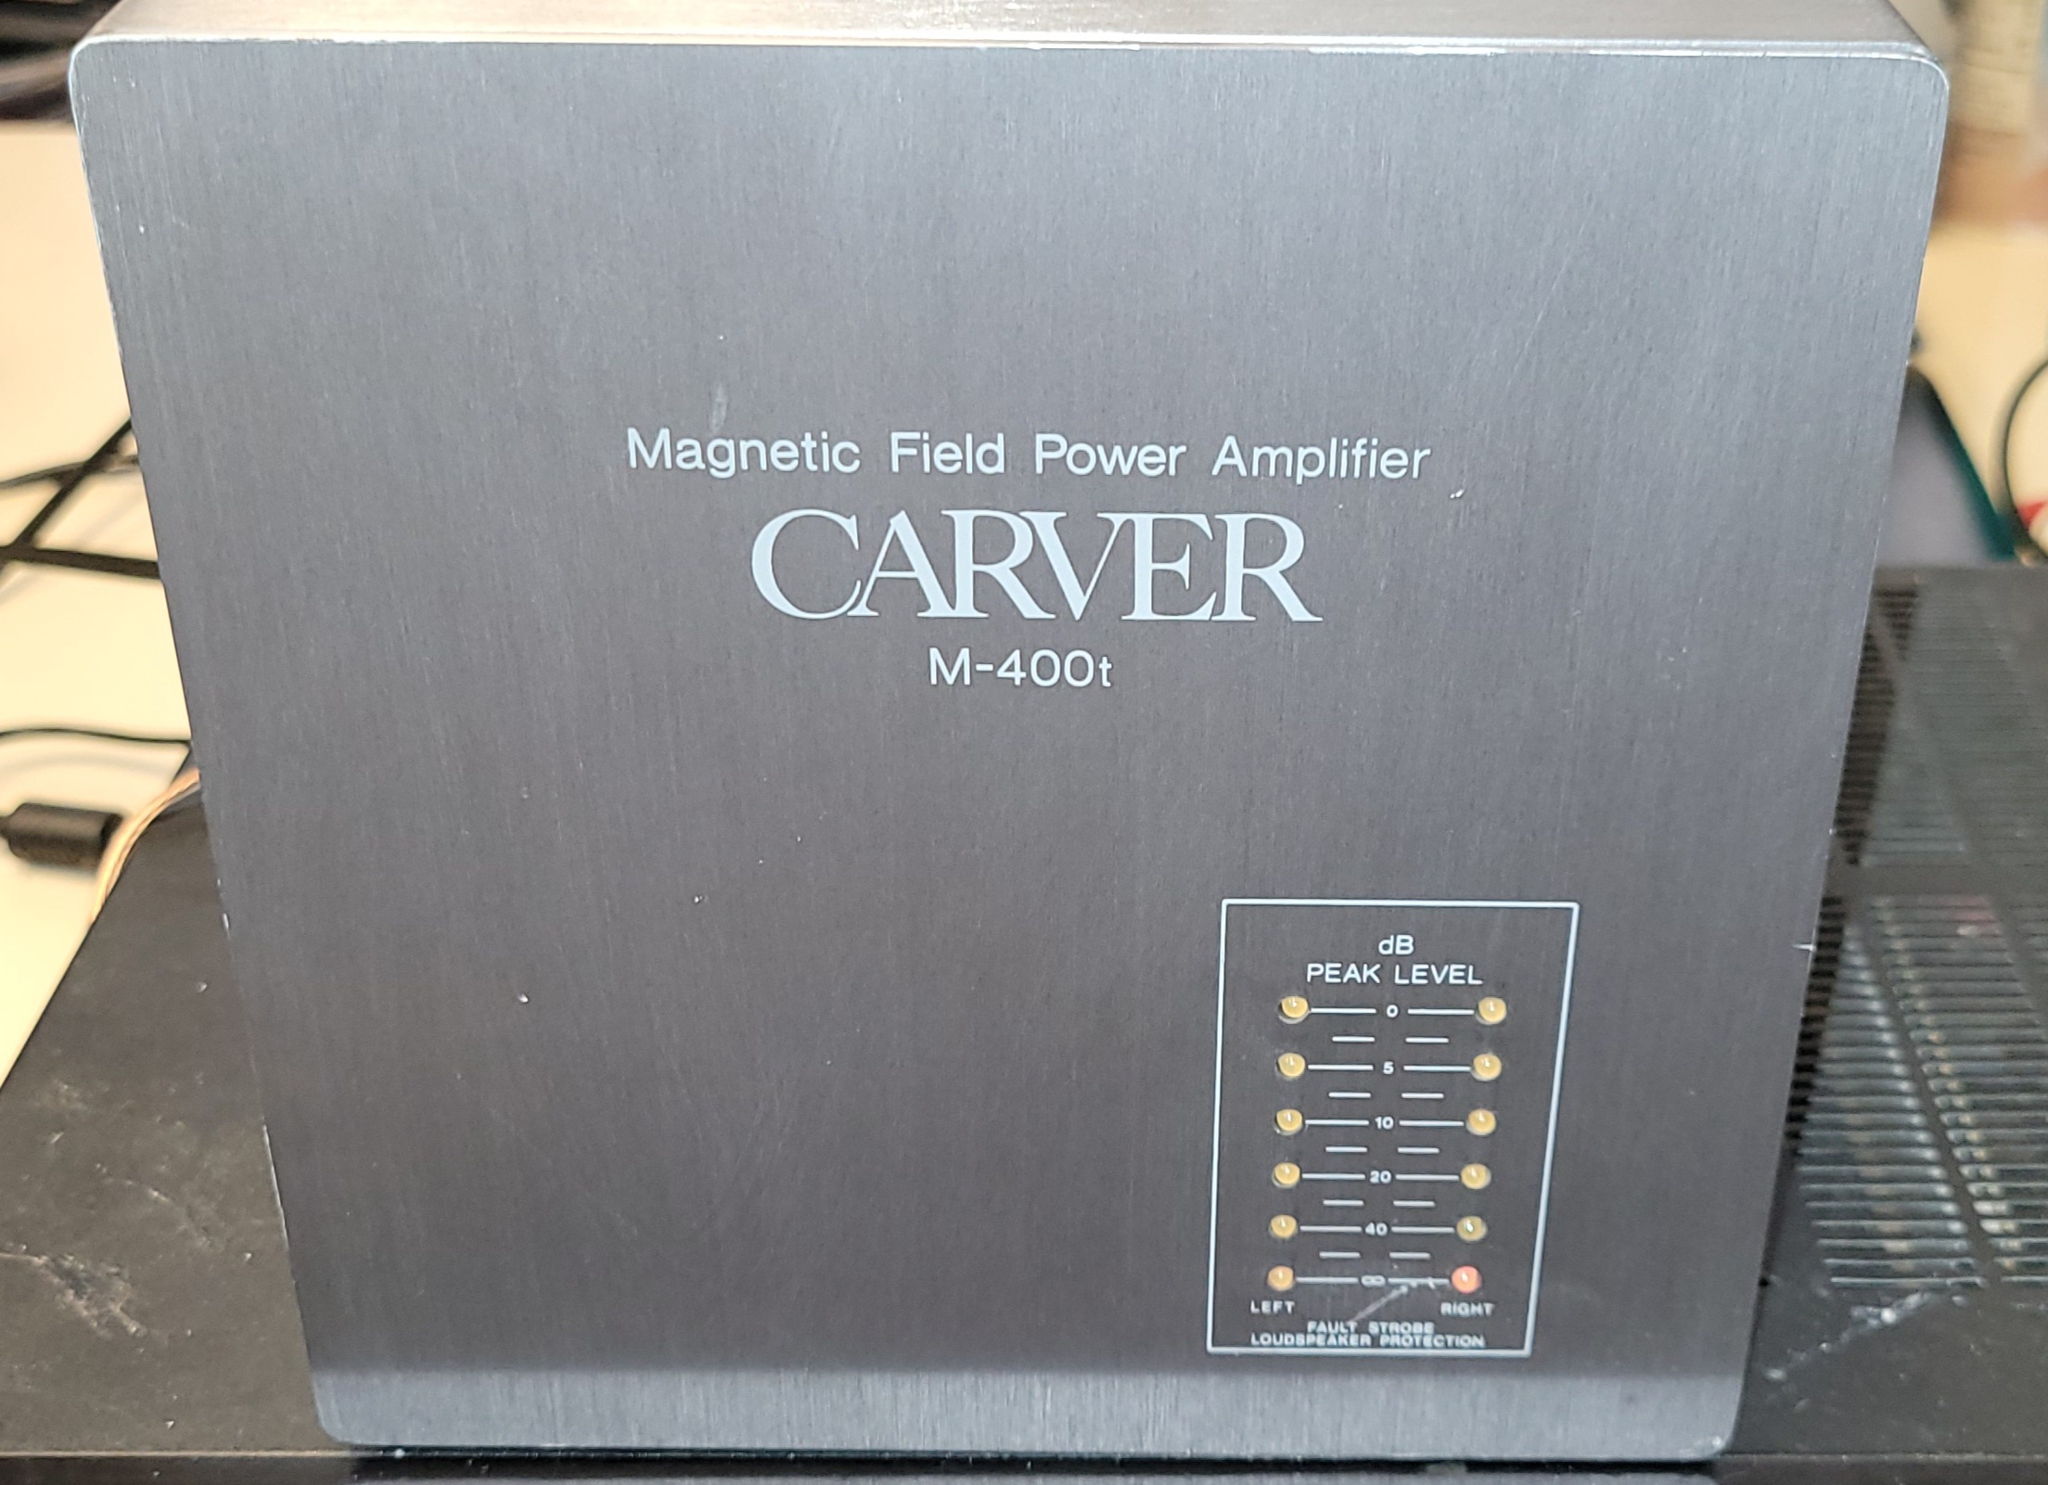 Magnetic Field Power Amplifier
CARVER
M-400t
dB
PEAK LEVEL
0
5
10
20
40
∞
LEFT RIGHT
FAULT STROBE
LOUDSPEAKER PROTECTION